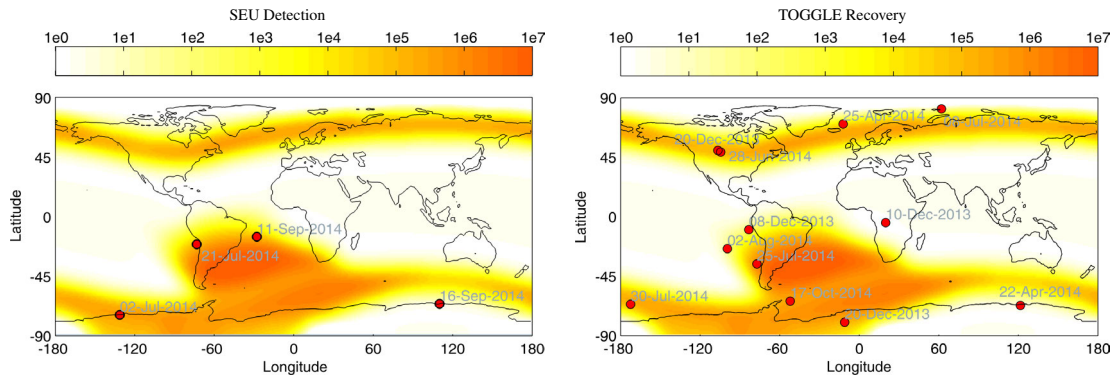 SEU Detection
1e0 1e1 1e2 1e3 1e4 1e5 1e6 1e7
90
45
0
-45
-90
Latitude
11-Sep-2014
21-Jul-2014
02-Jul-2014
16-Sep-2014
-180 -120 -60 0 60 120 180
Longitude
TOGGLE Recovery
1e0 1e1 1e2 1e3 1e4 1e5 1e6 1e7
90
45
0
-45
-90
Latitude
25-Apr-2014
-Jul-2014
20-Dec-2013
28-Jun-2014
08-Dec-2013
10-Dec-2013
02-Aug-2014
-Jul-2014
30-Jul-2014
17-Oct-2014
22-Apr-2014
-Dec-2013
-180 -120 -60 0 60 120 180
Longitude